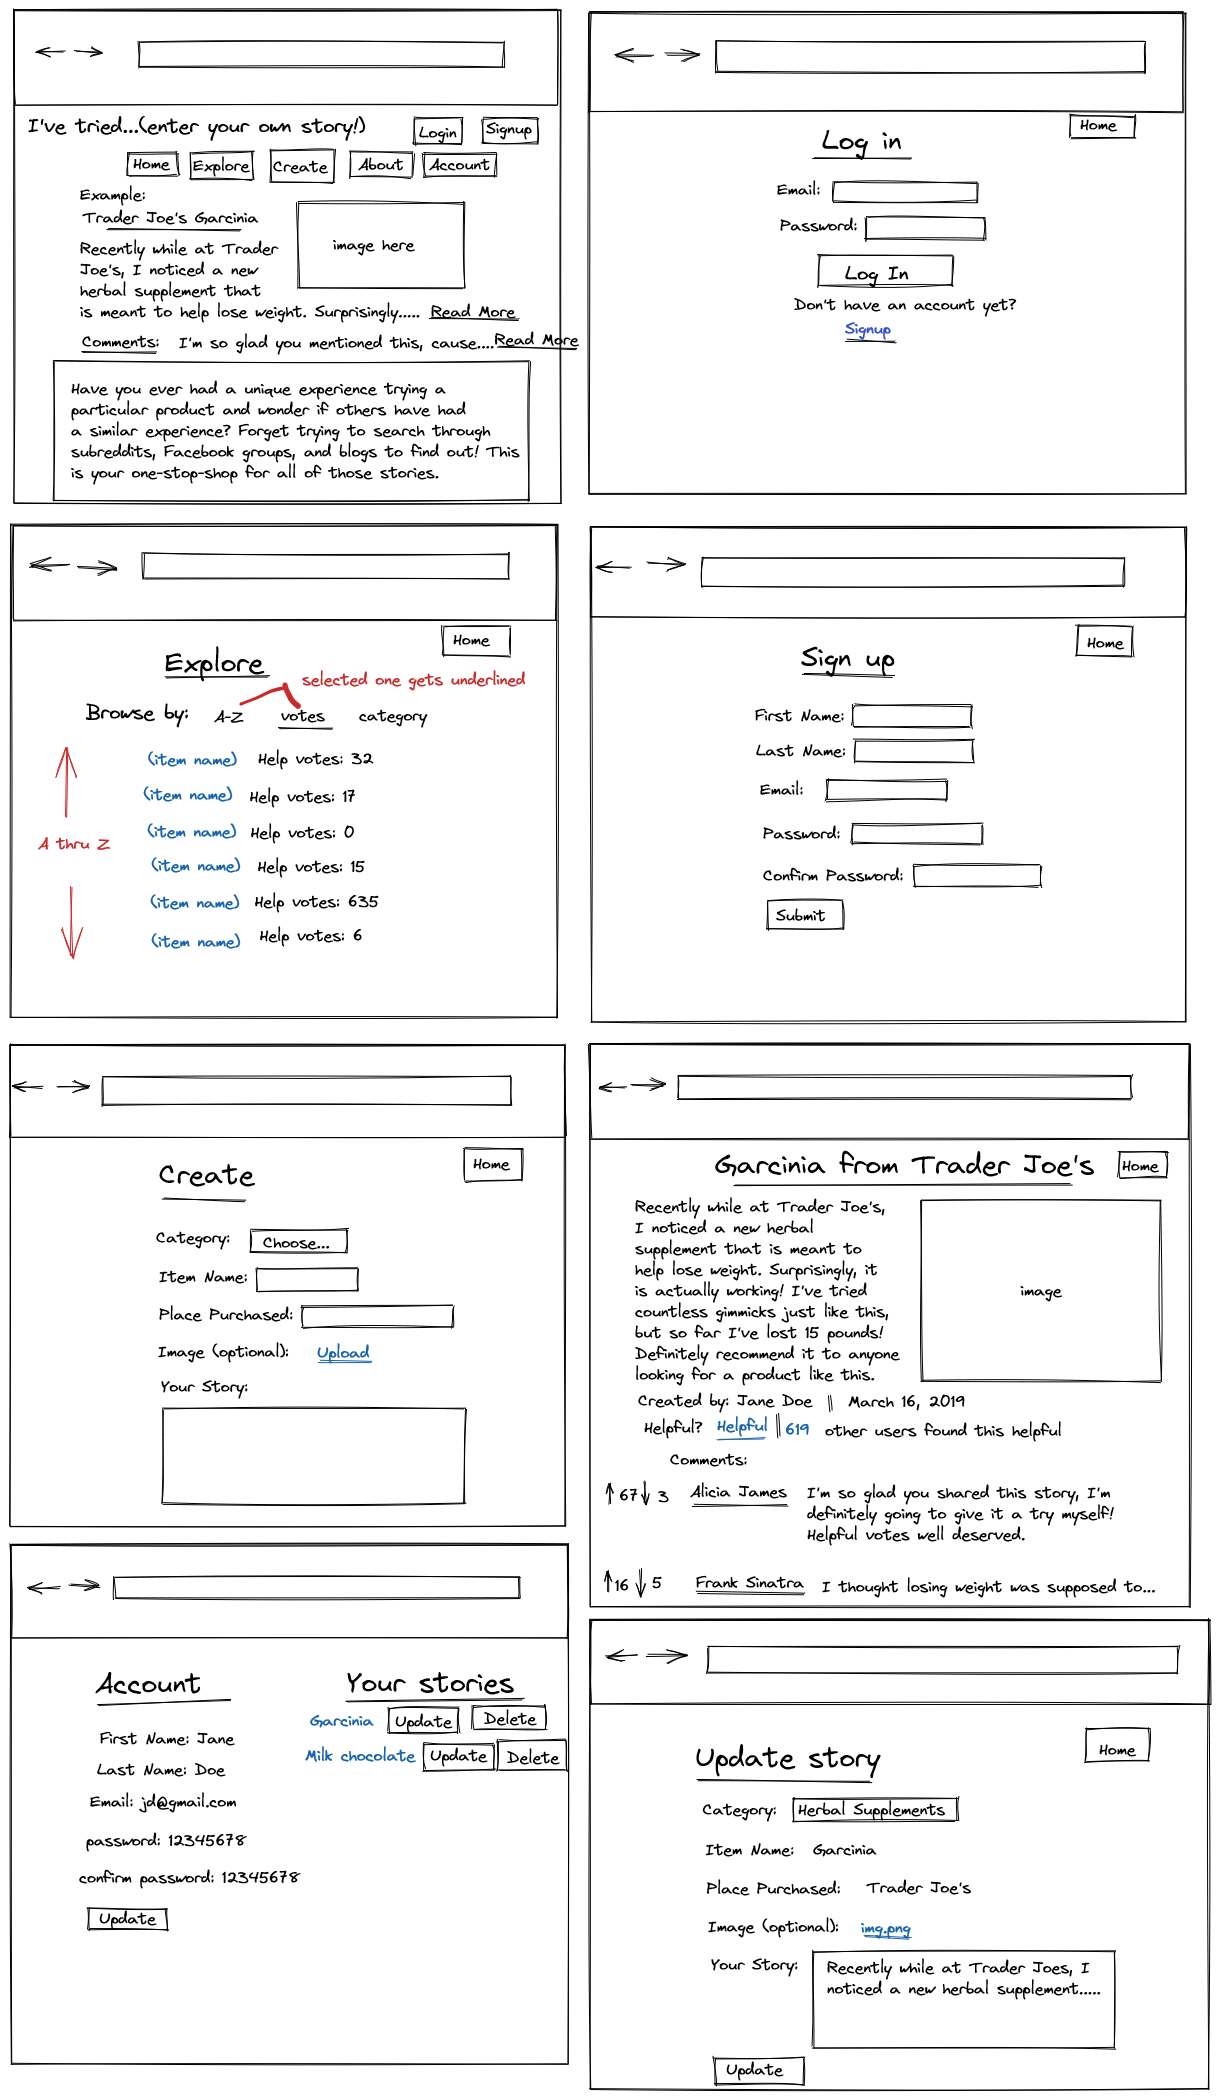 I've tried...(enter your own story!)
Login
Signup
Home
Explore
Create
About
Account
Example:
Trader Joe's Garcinia
image here
Recently while at Trader
Joe's, I noticed a new
herbal supplement that
is meant to help lose weight. Surprisingly..... Read More
Comments: I'm so glad you mentioned this, cause....Read More
Have you ever had a unique experience trying a
particular product and wonder if others have had
a similar experience? Forget trying to search through
subreddits, Facebook groups, and blogs to find out! This
is your one-stop-shop for all of those stories.
Home
Log in
Email:
Password:
Log In
Don't have an account yet?
Signup
Home
Explore
selected one gets underlined
Browse by: A-Z votes category
(item name) Help votes: 32
(item name) Help votes: 17
(item name) Help votes: 0
A thru Z
(item name) Help votes: 15
(item name) Help votes: 635
(item name) Help votes: 6
Home
Sign up
First Name:
Last Name:
Email:
Password:
Confirm Password:
Submit
Home
Create
Category: Choose...
Item Name:
Place Purchased:
Image (optional): Upload
Your Story:
Garcinia from Trader Joe's
Home
Recently while at Trader Joe's,
I noticed a new herbal
supplement that is meant to
help lose weight. Surprisingly, it
is actually working! I've tried
countless gimmicks just like this,
but so far I've lost 15 pounds!
Definitely recommend it to anyone
looking for a product like this.
image
Created by: Jane Doe || March 16, 2019
Helpful? Helpful || 619 other users found this helpful
Comments:
↑ 67 ↓ 3 Alicia James I'm so glad you shared this story, I'm
definitely going to give it a try myself!
Helpful votes well deserved.
↑ 16 ↓ 5 Frank Sinatra I thought losing weight was supposed to...
Account
First Name: Jane
Last Name: Doe
Email: jd@gmail.com
password: 12345678
confirm password: 12345678
Update
Your stories
Garcinia Update Delete
Milk chocolate Update Delete
Home
Update story
Category: Herbal Supplements
Item Name: Garcinia
Place Purchased: Trader Joe's
Image (optional): img.png
Your Story: Recently while at Trader Joes, I
noticed a new herbal supplement.....
Update